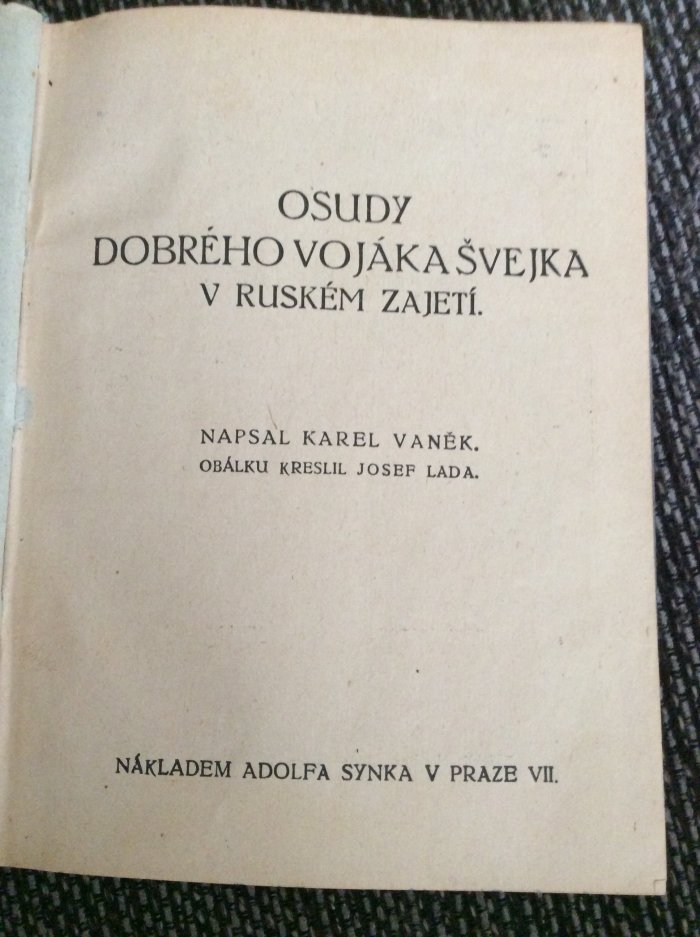 OSUDY
DOBRÉHO VOJÁKA ŠVEJKA
V RUSKÉM ZAJETÍ.
NAPSAL KAREL VANĚK.
OBÁLKU KRESLIL JOSEF LADA.
NÁKLADEM ADOLFA SYNKA V PRAZE VII.